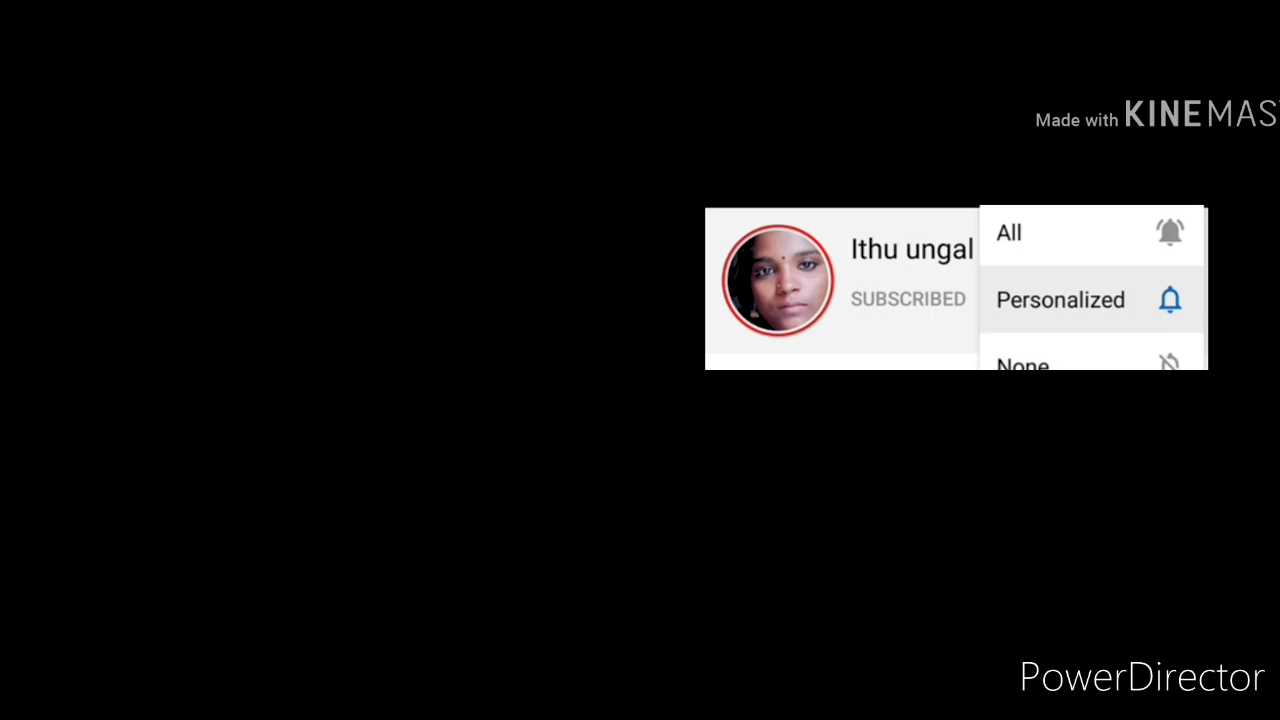 Made with KINEMAS
All
Ithu ungal
SUBSCRIBED
Personalized
None
PowerDirector